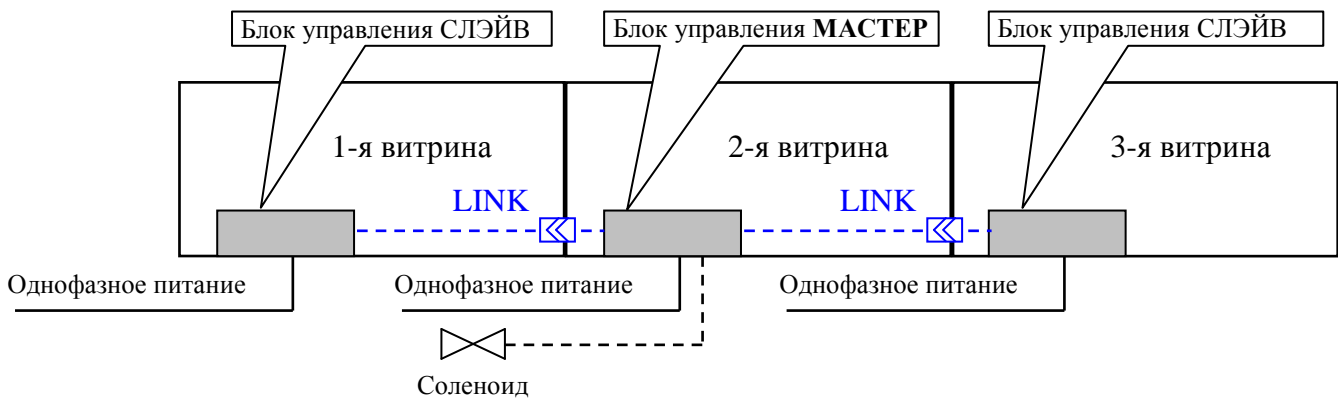 Блок управления СЛЭЙВ
Блок управления МАСТЕР
Блок управления СЛЭЙВ
1-я витрина
2-я витрина
3-я витрина
LINK
LINK
Однофазное питание
Однофазное питание
Однофазное питание
Соленоид